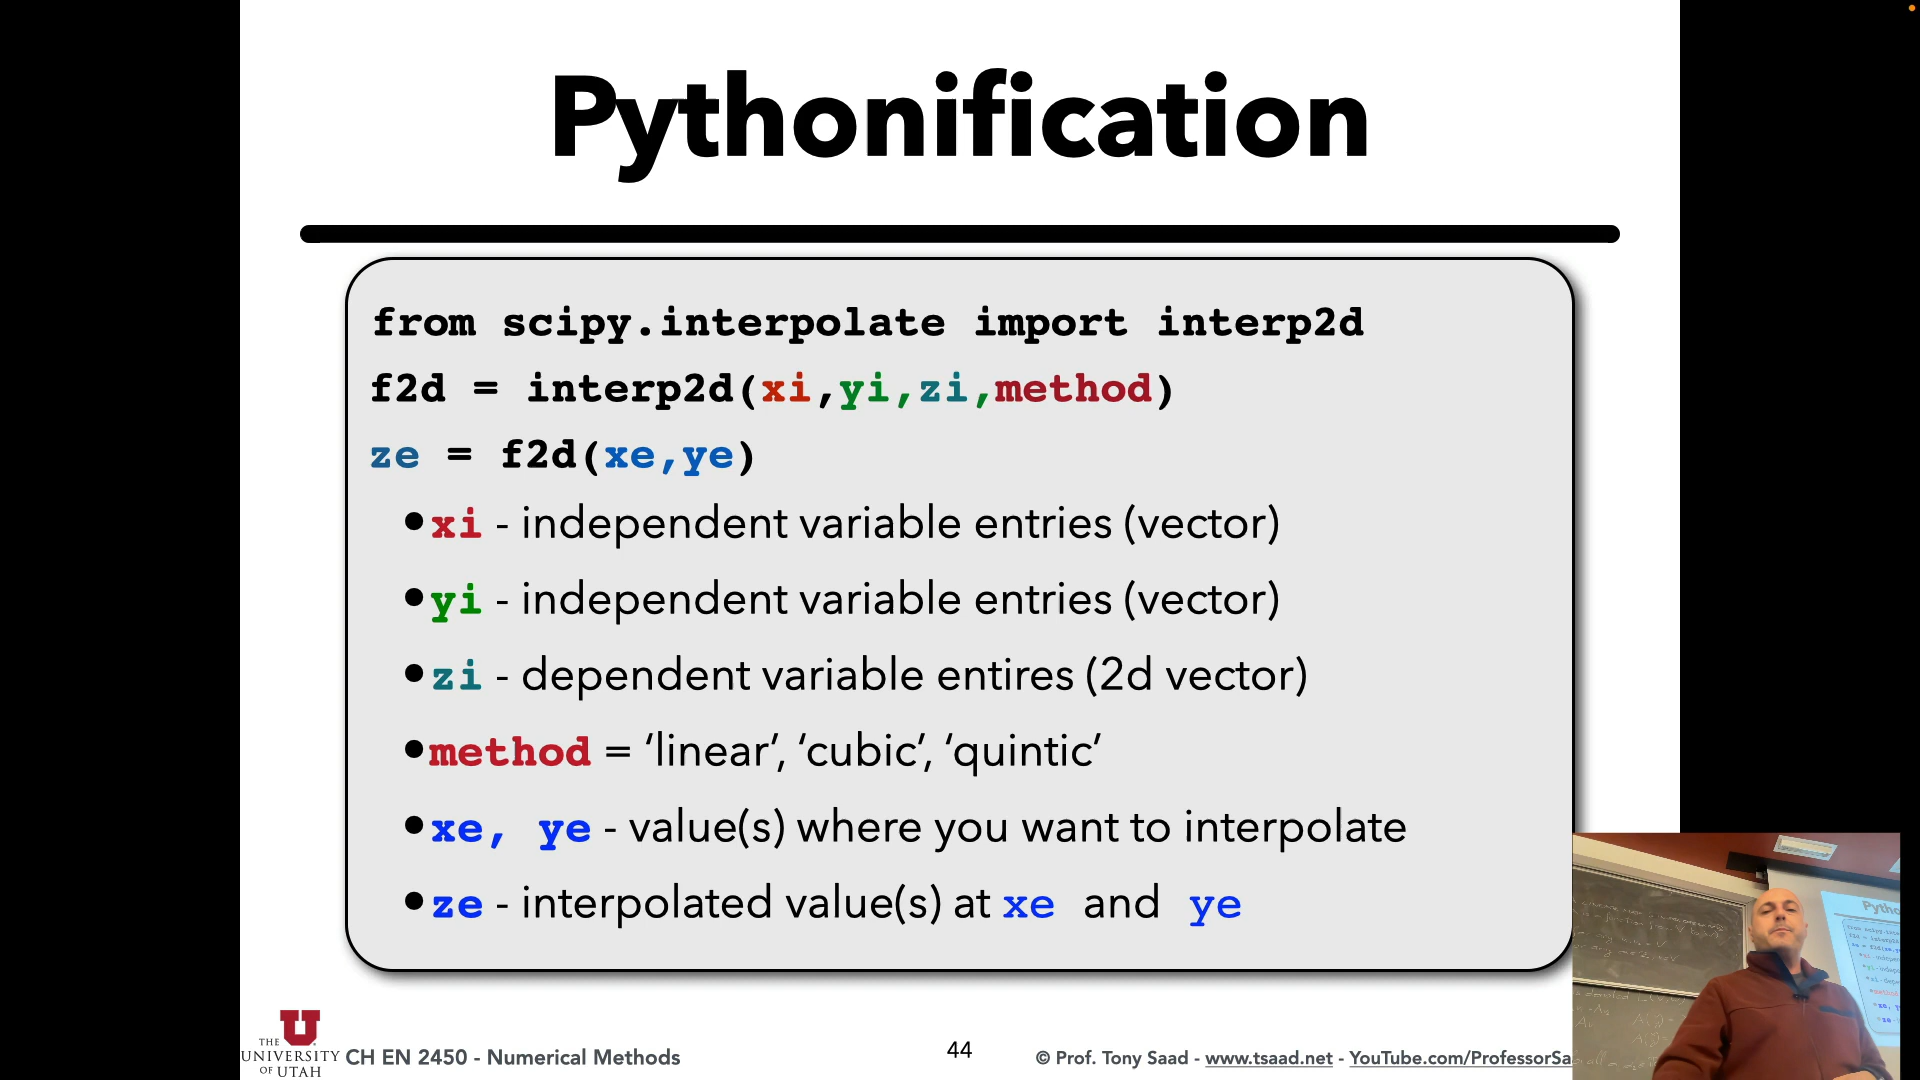 Pythonification
from scipy.interpolate import interp2d
f2d = interp2d(xi,yi,zi,method)
ze = f2d(xe,ye)
•xi - independent variable entries (vector)
•yi - independent variable entries (vector)
•zi - dependent variable entires (2d vector)
•method = ‘linear’, ‘cubic’, ‘quintic’
•xe, ye - value(s) where you want to interpolate
•ze - interpolated value(s) at xe and ye
THE UNIVERSITY OF UTAH
CH EN 2450 - Numerical Methods
44
© Prof. Tony Saad - www.tsaad.net - YouTube.com/ProfessorSa